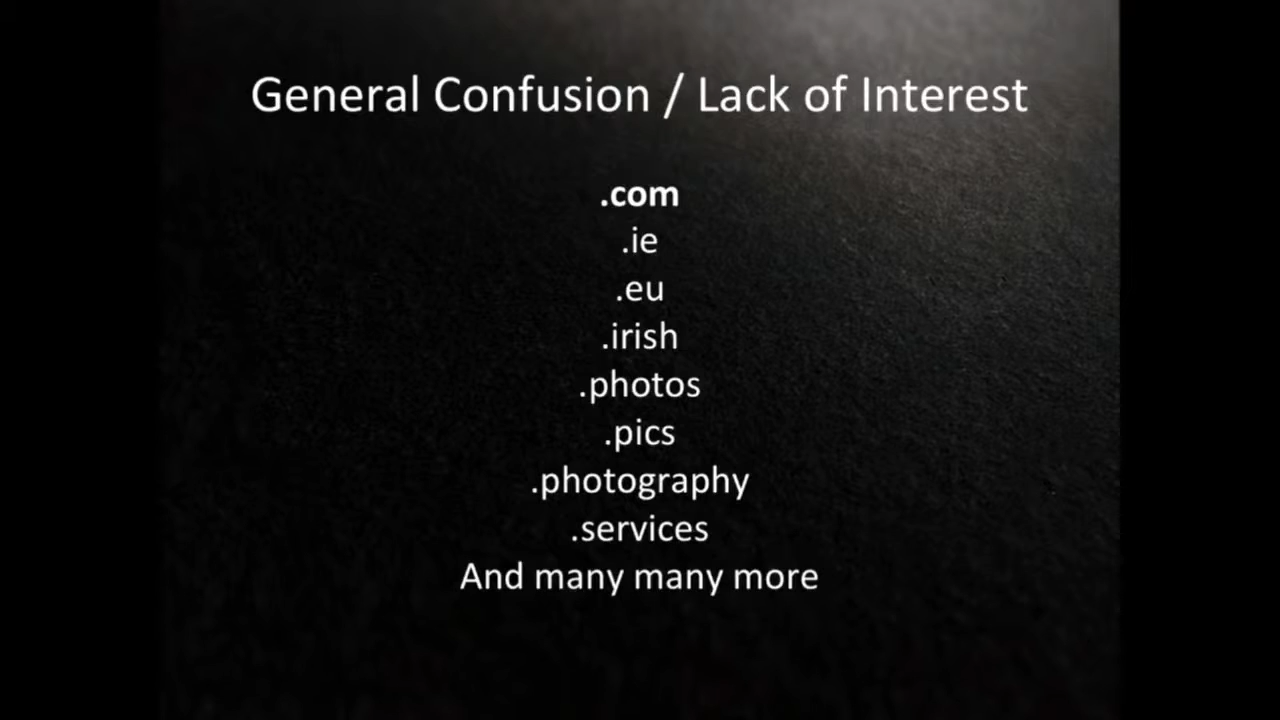 General Confusion / Lack of Interest
.com
.ie
.eu
.irish
.photos
.pics
.photography
.services
And many many more